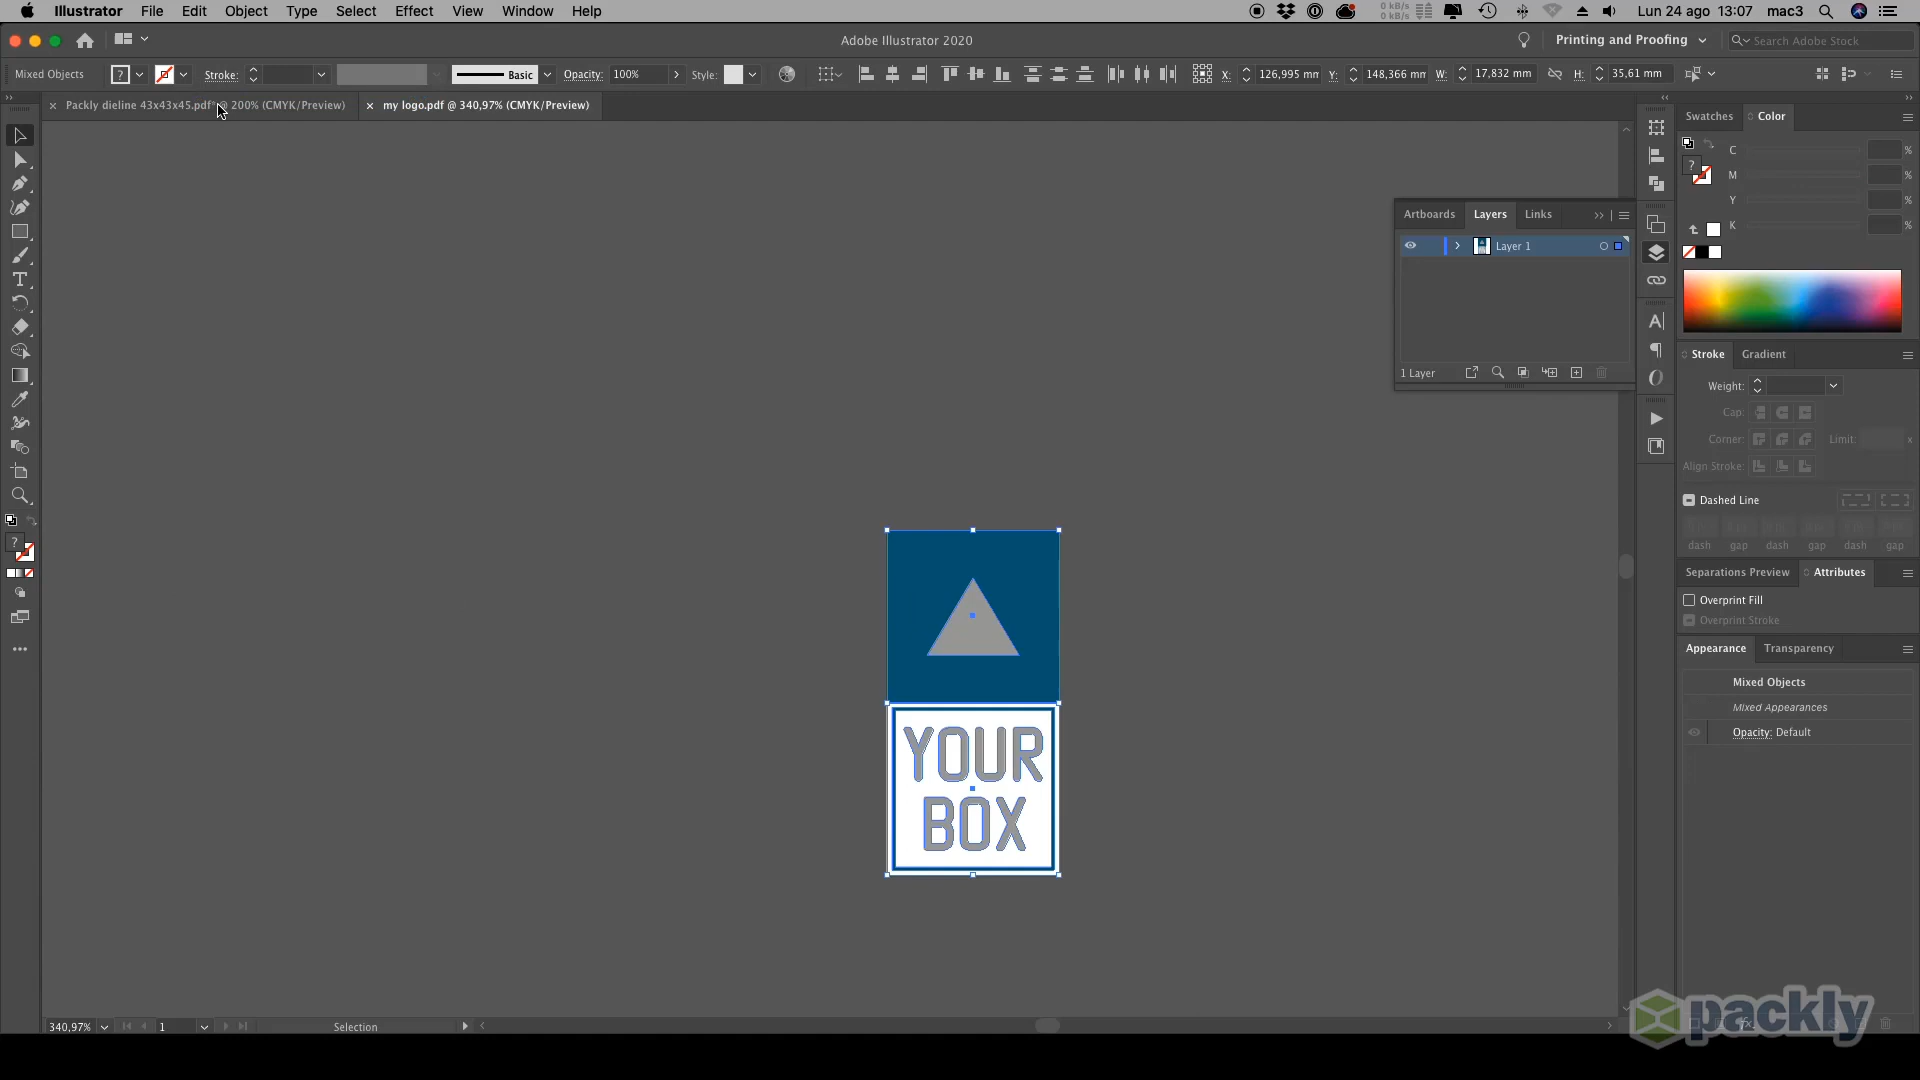 Illustrator File Edit Object Type Select Effect View Window Help
0 kB/s
0 kB/s
Lun 24 ago 13:07 mac3
Adobe Illustrator 2020
Printing and Proofing
Search Adobe Stock
Mixed Objects
?
Stroke:
Basic
Opacity: 100%
Style:
X: 126,995 mm
Y: 148,366 mm
W: 17,832 mm
H: 35,61 mm
Packly dieline 43x43x45.pdf* @ 200% (CMYK/Preview)
my logo.pdf @ 340,97% (CMYK/Preview)
Swatches
Color
C %
M %
Y %
K %
Artboards
Layers
Links
Layer 1
1 Layer
Stroke
Gradient
Weight:
Cap:
Corner:
Limit: x
Align Stroke:
Dashed Line
dash gap dash gap dash gap
Separations Preview
Attributes
Overprint Fill
Overprint Stroke
Appearance
Transparency
Mixed Objects
Mixed Appearances
Opacity: Default
YOUR
BOX
340,97%
1
Selection
packly